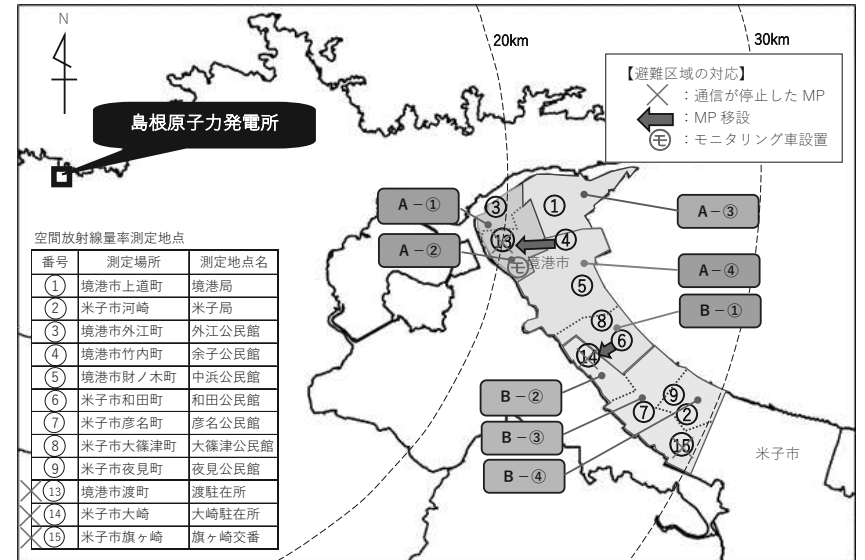 N
20km
30km
【避難区域の対応】
：通信が停止した MP
：MP 移設
モ：モニタリング車設置
島根原子力発電所
A－①
A－②
A－③
A－④
B－①
B－②
B－③
B－④
③
①
⑬
④
モ
境港市
⑤
⑧
⑥
⑭
⑨
⑦
②
⑮
米子市
空間放射線量率測定地点
番号 測定場所 測定地点名
① 境港市上道町 境港局
② 米子市河崎 米子局
③ 境港市外江町 外江公民館
④ 境港市竹内町 余子公民館
⑤ 境港市財ノ木町 中浜公民館
⑥ 米子市和田町 和田公民館
⑦ 米子市彦名町 彦名公民館
⑧ 米子市大篠津町 大篠津公民館
⑨ 米子市夜見町 夜見公民館
⑬ 境港市渡町 渡駐在所
⑭ 米子市大崎 大崎駐在所
⑮ 米子市旗ヶ崎 旗ヶ崎交番